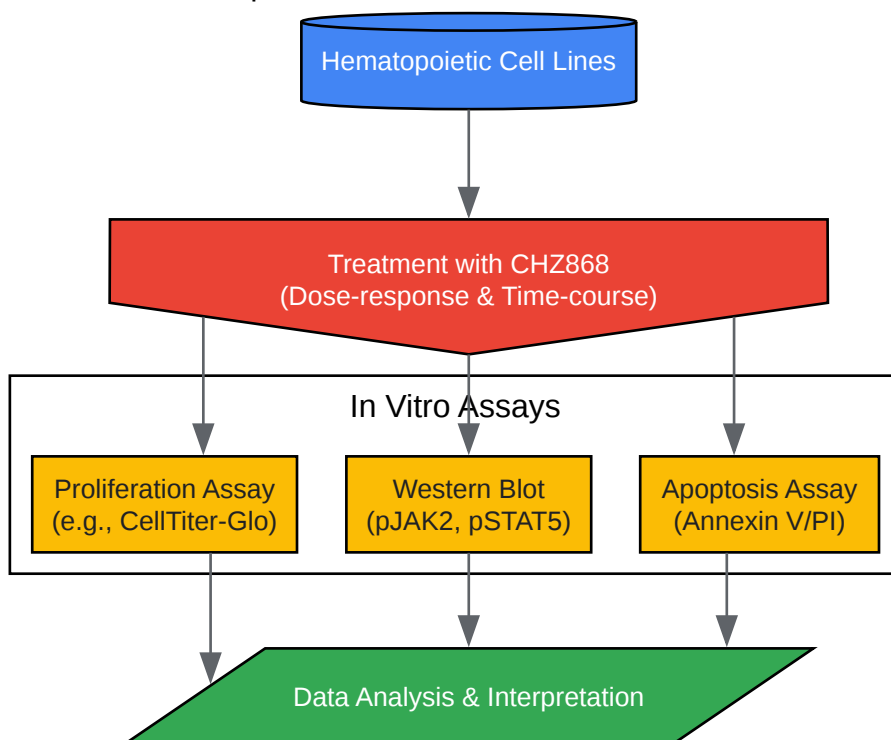 Hematopoietic Cell Lines
Treatment with CHZ868
(Dose-response & Time-course)
In Vitro Assays
Proliferation Assay
(e.g., CellTiter-Glo)
Western Blot
(pJAK2, pSTAT5)
Apoptosis Assay
(Annexin V/PI)
Data Analysis & Interpretation